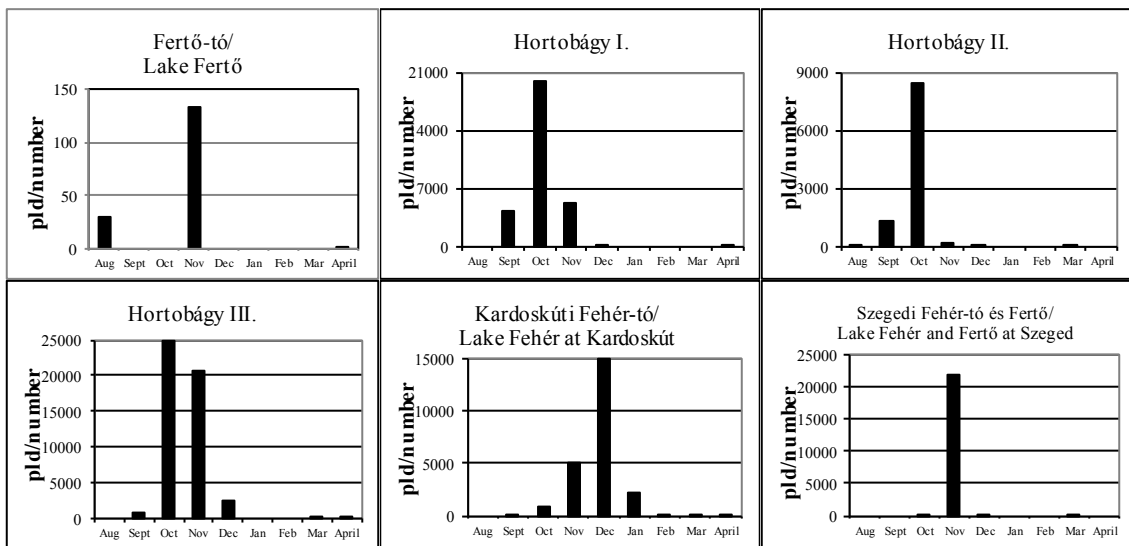 Fertő-tó/
Lake Fertő
pld/number
150
100
50
0
Aug Sept Oct Nov Dec Jan Feb Mar April
Hortobágy I.
pld/number
21000
14000
7000
0
Aug Sept Oct Nov Dec Jan Feb Mar April
Hortobágy II.
pld/number
9000
6000
3000
0
Aug Sept Oct Nov Dec Jan Feb Mar April
Hortobágy III.
pld/number
25000
20000
15000
10000
5000
0
Aug Sept Oct Nov Dec Jan Feb Mar April
Kardoskúti Fehér-tó/
Lake Fehér at Kardoskút
pld/number
15000
10000
5000
0
Aug Sept Oct Nov Dec Jan Feb Mar April
Szegedi Fehér-tó és Fertő/
Lake Fehér and Fertő at Szeged
pld/number
25000
20000
15000
10000
5000
0
Aug Sept Oct Nov Dec Jan Feb Mar April